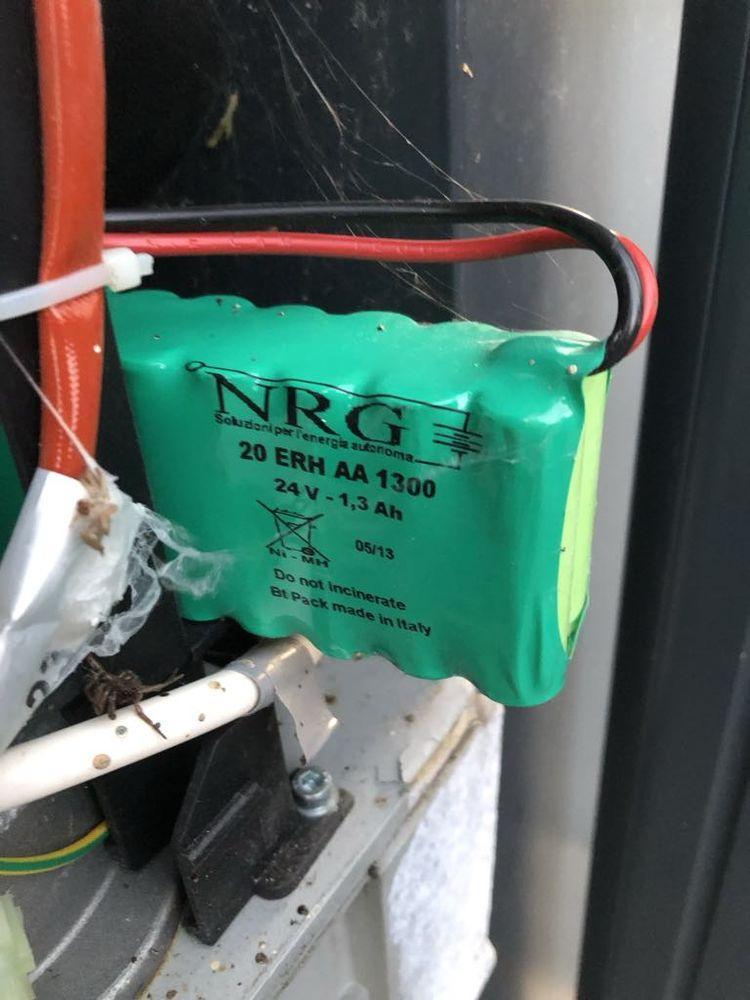 NRG
Soluzioni per l'energia autonoma
20 ERH AA 1300
24 V - 1,3 Ah
05/13
Ni - MH
Do not incinerate
Bt Pack made in Italy